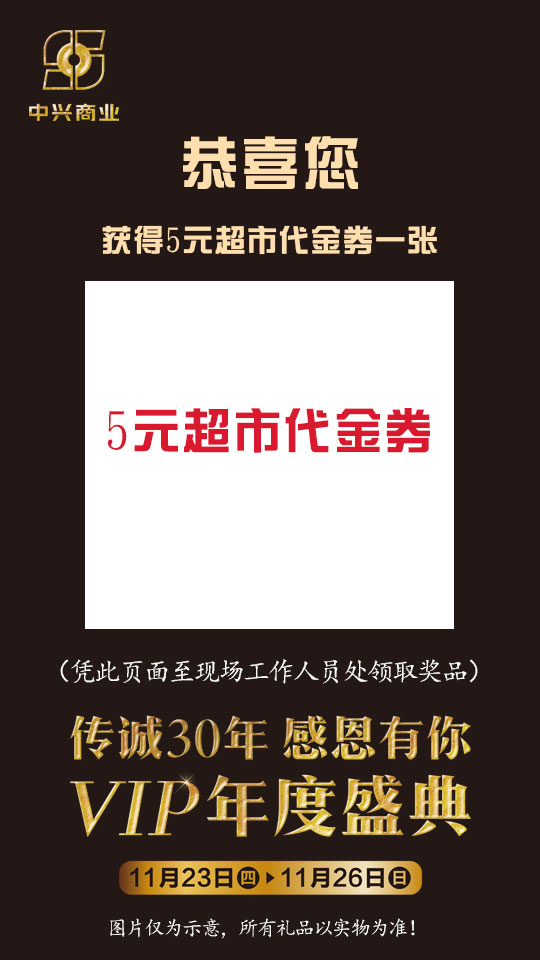 中兴商业
恭喜您
获得5元超市代金券一张
5元超市代金券
（凭此页面至现场工作人员处领取奖品）
传诚30年 感恩有你
VIP年度盛典
11月23日四▶11月26日日
图片仅为示意，所有礼品以实物为准！